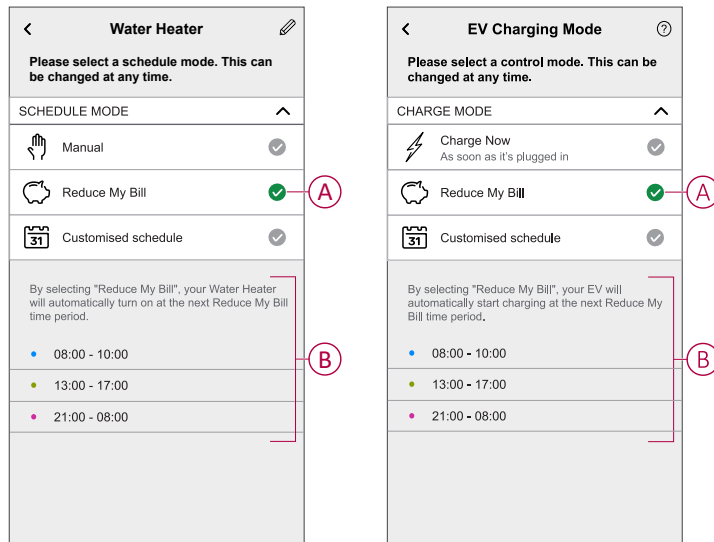 Water Heater
Please select a schedule mode. This can
be changed at any time.
SCHEDULE MODE
Manual
Reduce My Bill
A
31
Customised schedule
By selecting "Reduce My Bill", your Water Heater
will automatically turn on at the next Reduce My Bill
time period.
08:00 - 10:00
B
13:00 - 17:00
21:00 - 08:00
EV Charging Mode
?
Please select a control mode. This can be
changed at any time.
CHARGE MODE
Charge Now
As soon as it's plugged in
Reduce My Bill
A
31
Customised schedule
By selecting "Reduce My Bill", your EV will
automatically start charging at the next Reduce My
Bill time period.
08:00 - 10:00
B
13:00 - 17:00
21:00 - 08:00